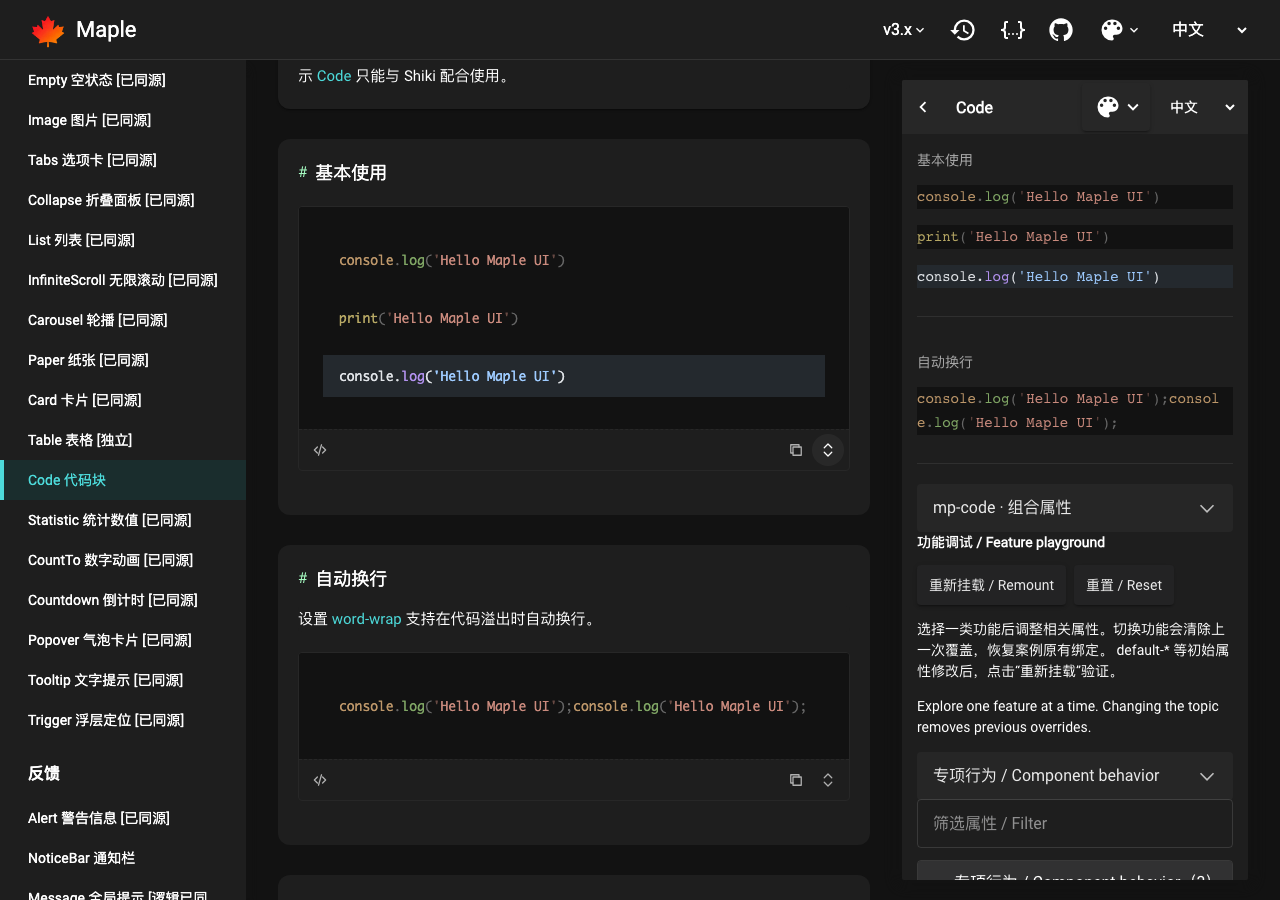 Maple
v3.x
中文
Empty 空状态 [已同源]
Image 图片 [已同源]
Tabs 选项卡 [已同源]
Collapse 折叠面板 [已同源]
List 列表 [已同源]
InfiniteScroll 无限滚动 [已同源]
Carousel 轮播 [已同源]
Paper 纸张 [已同源]
Card 卡片 [已同源]
Table 表格 [独立]
Code 代码块
Statistic 统计数值 [已同源]
CountTo 数字动画 [已同源]
Countdown 倒计时 [已同源]
Popover 气泡卡片 [已同源]
Tooltip 文字提示 [已同源]
Trigger 浮层定位 [已同源]
反馈
Alert 警告信息 [已同源]
NoticeBar 通知栏
Message 全局提示 [逻辑已同
示 Code 只能与 Shiki 配合使用。
# 基本使用
console.log('Hello Maple UI')
print('Hello Maple UI')
console.log('Hello Maple UI')
# 自动换行
设置 word-wrap 支持在代码溢出时自动换行。
console.log('Hello Maple UI');console.log('Hello Maple UI');
Code
中文
基本使用
console.log('Hello Maple UI')
print('Hello Maple UI')
console.log('Hello Maple UI')
自动换行
console.log('Hello Maple UI');consol
e.log('Hello Maple UI');
mp-code · 组合属性
功能调试 / Feature playground
重新挂载 / Remount
重置 / Reset
选择一类功能后调整相关属性。切换功能会清除上
一次覆盖，恢复案例原有绑定。 default-* 等初始属
性修改后，点击“重新挂载”验证。
Explore one feature at a time. Changing the topic
removes previous overrides.
专项行为 / Component behavior
筛选属性 / Filter
专项行为 / Component behavior (2)